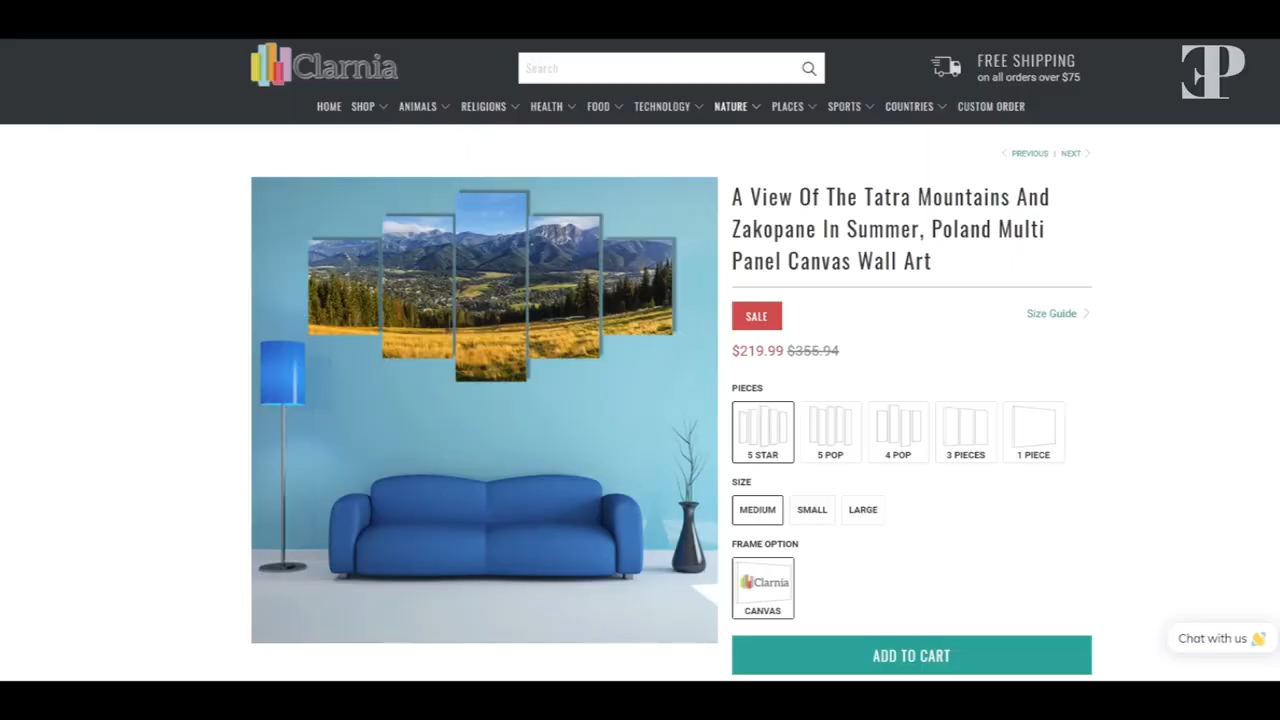 Clarnia
Search
FREE SHIPPING
on all orders over $75
EP
HOME SHOP ANIMALS RELIGIONS HEALTH FOOD TECHNOLOGY NATURE PLACES SPORTS COUNTRIES CUSTOM ORDER
PREVIOUS | NEXT
A View Of The Tatra Mountains And
Zakopane In Summer, Poland Multi
Panel Canvas Wall Art
SALE
Size Guide
$219.99 $355.94
PIECES
5 STAR 5 POP 4 POP 3 PIECES 1 PIECE
SIZE
MEDIUM SMALL LARGE
FRAME OPTION
Clarnia
CANVAS
ADD TO CART
Chat with us 👋